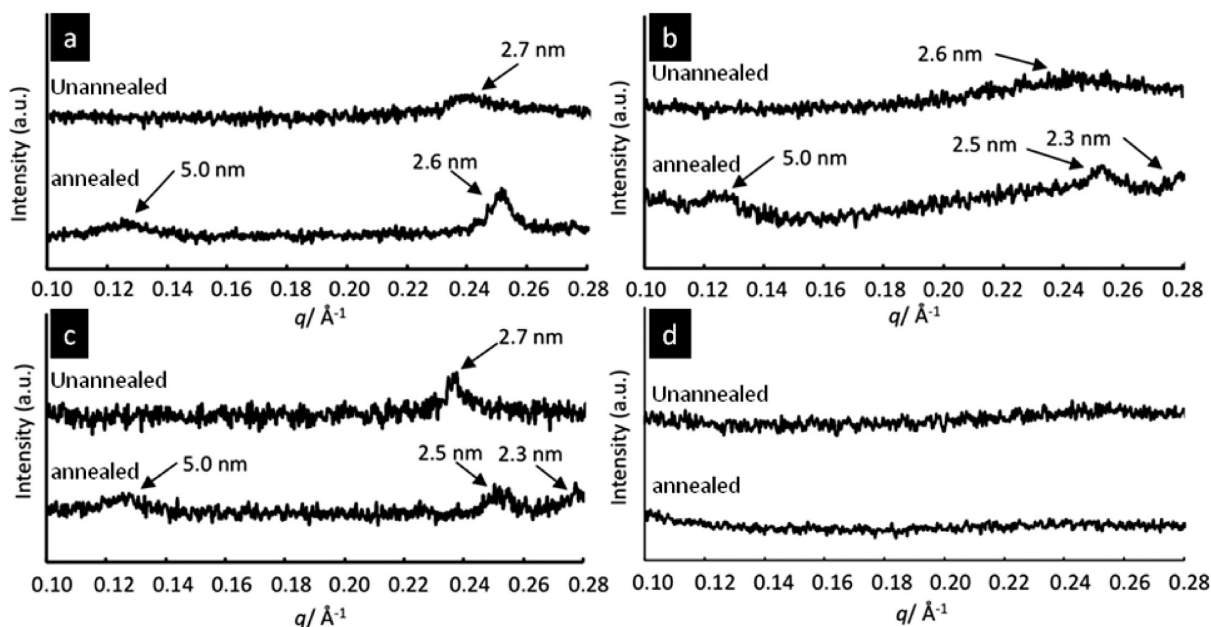 a
2.7 nm
Unannealed
5.0 nm
2.6 nm
annealed
Intensity (a.u.)
0.10 0.12 0.14 0.16 0.18 0.20 0.22 0.24 0.26 0.28
q/ Å-1
b
2.6 nm
Unannealed
2.3 nm
2.5 nm
5.0 nm
annealed
Intensity (a.u.)
0.10 0.12 0.14 0.16 0.18 0.20 0.22 0.24 0.26 0.28
q/ Å-1
c
2.7 nm
Unannealed
2.5 nm 2.3 nm
5.0 nm
annealed
Intensity (a.u.)
0.10 0.12 0.14 0.16 0.18 0.20 0.22 0.24 0.26 0.28
q/ Å-1
d
Unannealed
annealed
Intensity (a.u.)
0.10 0.12 0.14 0.16 0.18 0.20 0.22 0.24 0.26 0.28
q/ Å-1